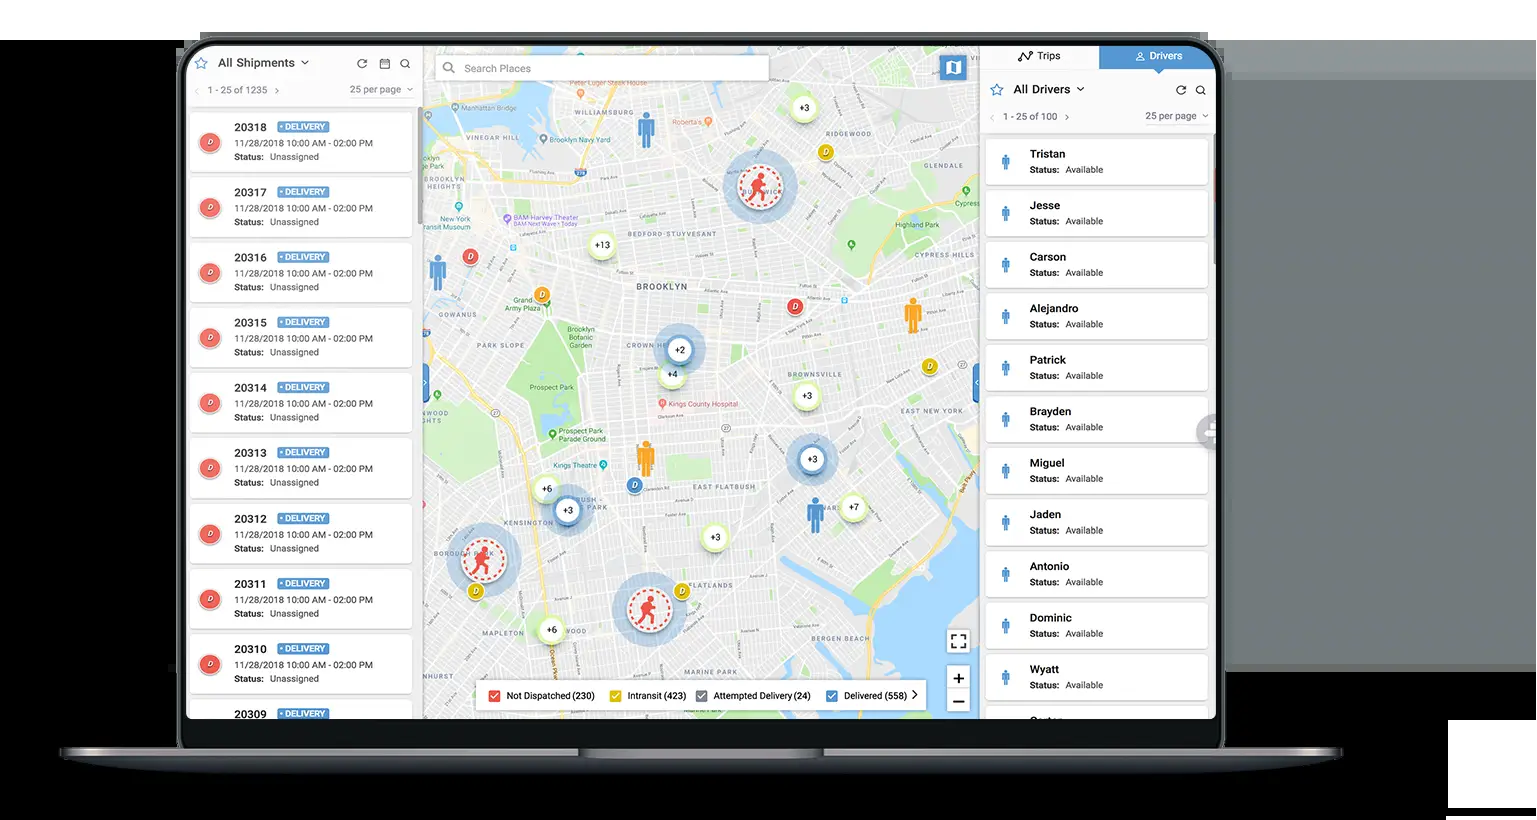 All Shipments
1 - 25 of 1235
25 per page
20318 • DELIVERY
11/28/2018 10:00 AM - 02:00 PM
Status: Unassigned
20317 • DELIVERY
11/28/2018 10:00 AM - 02:00 PM
Status: Unassigned
20316 • DELIVERY
11/28/2018 10:00 AM - 02:00 PM
Status: Unassigned
20315 • DELIVERY
11/28/2018 10:00 AM - 02:00 PM
Status: Unassigned
20314 • DELIVERY
11/28/2018 10:00 AM - 02:00 PM
Status: Unassigned
20313 • DELIVERY
11/28/2018 10:00 AM - 02:00 PM
Status: Unassigned
20312 • DELIVERY
11/28/2018 10:00 AM - 02:00 PM
Status: Unassigned
20311 • DELIVERY
11/28/2018 10:00 AM - 02:00 PM
Status: Unassigned
20310 • DELIVERY
11/28/2018 10:00 AM - 02:00 PM
Status: Unassigned
20309 • DELIVERY
Search Places
Peter Luger Steak House
Manhattan Bridge
WILLIAMSBURG
+3
Roberta's
RIDGEWOOD
VINEGAR HILL
Brooklyn Navy Yard
GLENDALE
BROOKLYN
HEIGHTS
New York
Transit Museum
BAM Harvey Theater
BAM Next Wave
Highland Park
BEDFORD-STUYVESANT
+13
CYPRESS HILLS
BROOKLYN
Grand
Army Plaza
GOWANUS
Brooklyn
Botanic
Garden
PARK SLOPE
CROWN
+2
+4
BROWNSVILLE
Prospect Park
+3
Kings County Hospital
EAST NEW YORK
Prospect Park
Parade Ground
Kings Theatre
+3
EAST FLATBUSH
+6
+3
PARK
KENSINGTON
+7
+3
BOROUGH
FLATLANDS
+6
MAPLETON
BERGEN BEACH
MARINE PARK
Not Dispatched (230)
Intransit (423)
Attempted Delivery (24)
Delivered (558)
Trips
Drivers
All Drivers
1 - 25 of 100
25 per page
Tristan
Status: Available
Jesse
Status: Available
Carson
Status: Available
Alejandro
Status: Available
Patrick
Status: Available
Brayden
Status: Available
Miguel
Status: Available
Jaden
Status: Available
Antonio
Status: Available
Dominic
Status: Available
Wyatt
Status: Available